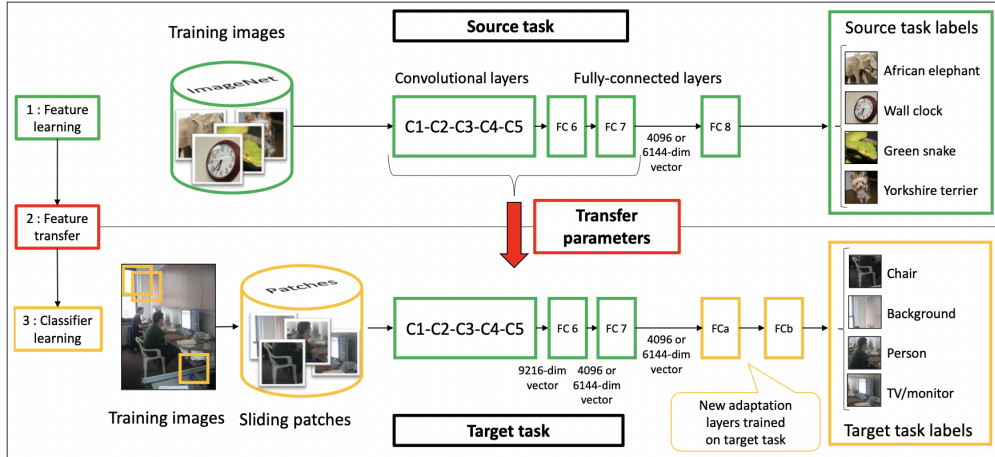 Training images
Source task
Source task labels
ImageNet
Convolutional layers
Fully-connected layers
African elephant
Wall clock
Green snake
Yorkshire terrier
1 : Feature
learning
C1-C2-C3-C4-C5
FC 6
FC 7
4096 or
6144-dim
vector
FC 8
2 : Feature
transfer
Transfer
parameters
3 : Classifier
learning
Training images
Patches
Sliding patches
C1-C2-C3-C4-C5
FC 6
FC 7
9216-dim
vector
4096 or
6144-dim
vector
4096 or
6144-dim
vector
FCa
FCb
New adaptation
layers trained
on target task
Target task
Chair
Background
Person
TV/monitor
Target task labels